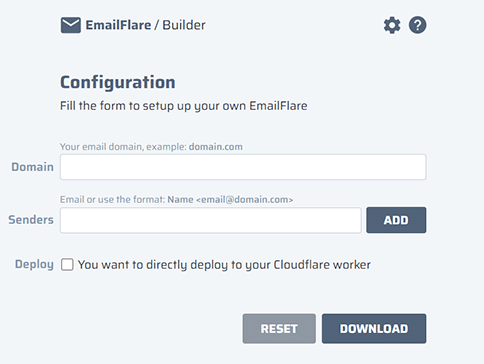 EmailFlare / Builder
Configuration
Fill the form to setup up your own EmailFlare
Your email domain, example: domain.com
Domain
Email or use the format: Name <email@domain.com>
Senders
ADD
Deploy
You want to directly deploy to your Cloudflare worker
RESET
DOWNLOAD